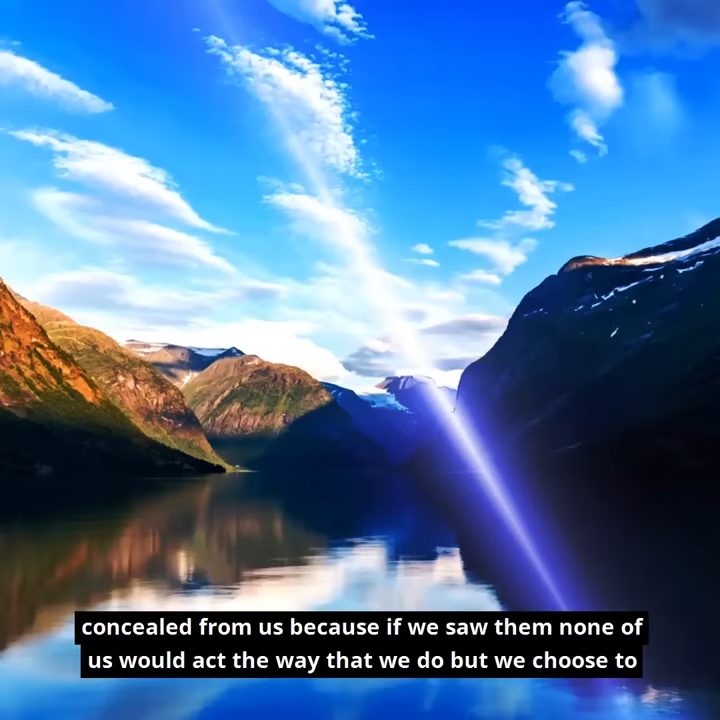 concealed from us because if we saw them none of
us would act the way that we do but we choose to